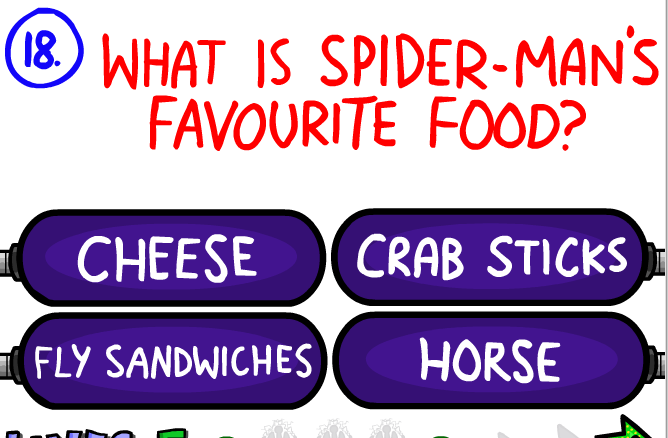 18.
WHAT IS SPIDER-MAN'S
FAVOURITE FOOD?
CHEESE
CRAB STICKS
FLY SANDWICHES
HORSE